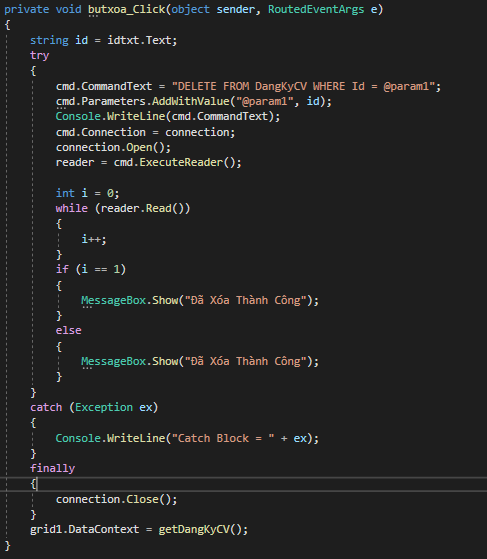 private void butxoa_Click(object sender, RoutedEventArgs e)
{
    string id = idtxt.Text;
    try
    {
        cmd.CommandText = "DELETE FROM DangKyCV WHERE Id = @param1";
        cmd.Parameters.AddWithValue("@param1", id);
        Console.WriteLine(cmd.CommandText);
        cmd.Connection = connection;
        connection.Open();
        reader = cmd.ExecuteReader();

        int i = 0;
        while (reader.Read())
        {
            i++;
        }
        if (i == 1)
        {
            MessageBox.Show("Đã Xóa Thành Công");
        }
        else
        {
            MessageBox.Show("Đã Xóa Thành Công");
        }
    }
    catch (Exception ex)
    {
        Console.WriteLine("Catch Block = " + ex);
    }
    finally
    {
        connection.Close();
    }
    grid1.DataContext = getDangKyCV();
}